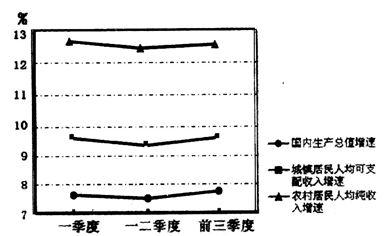 %
13
12
11
10
9
8
7
一季度 一二季度 前三季度
国内生产总值增速
城镇居民人均可支
配收入增速
农村居民人均纯收
入增速